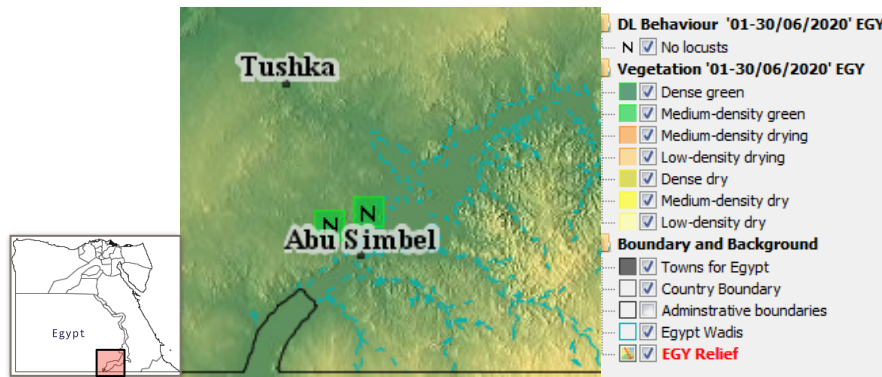 Tushka
N
N
Abu Simbel
Egypt
DL Behaviour '01-30/06/2020' EGY
N No locusts
Vegetation '01-30/06/2020' EGY
Dense green
Medium-density green
Medium-density drying
Low-density drying
Dense dry
Medium-density dry
Low-density dry
Boundary and Background
Towns for Egypt
Country Boundary
Adminstrative boundaries
Egypt Wadis
EGY Relief